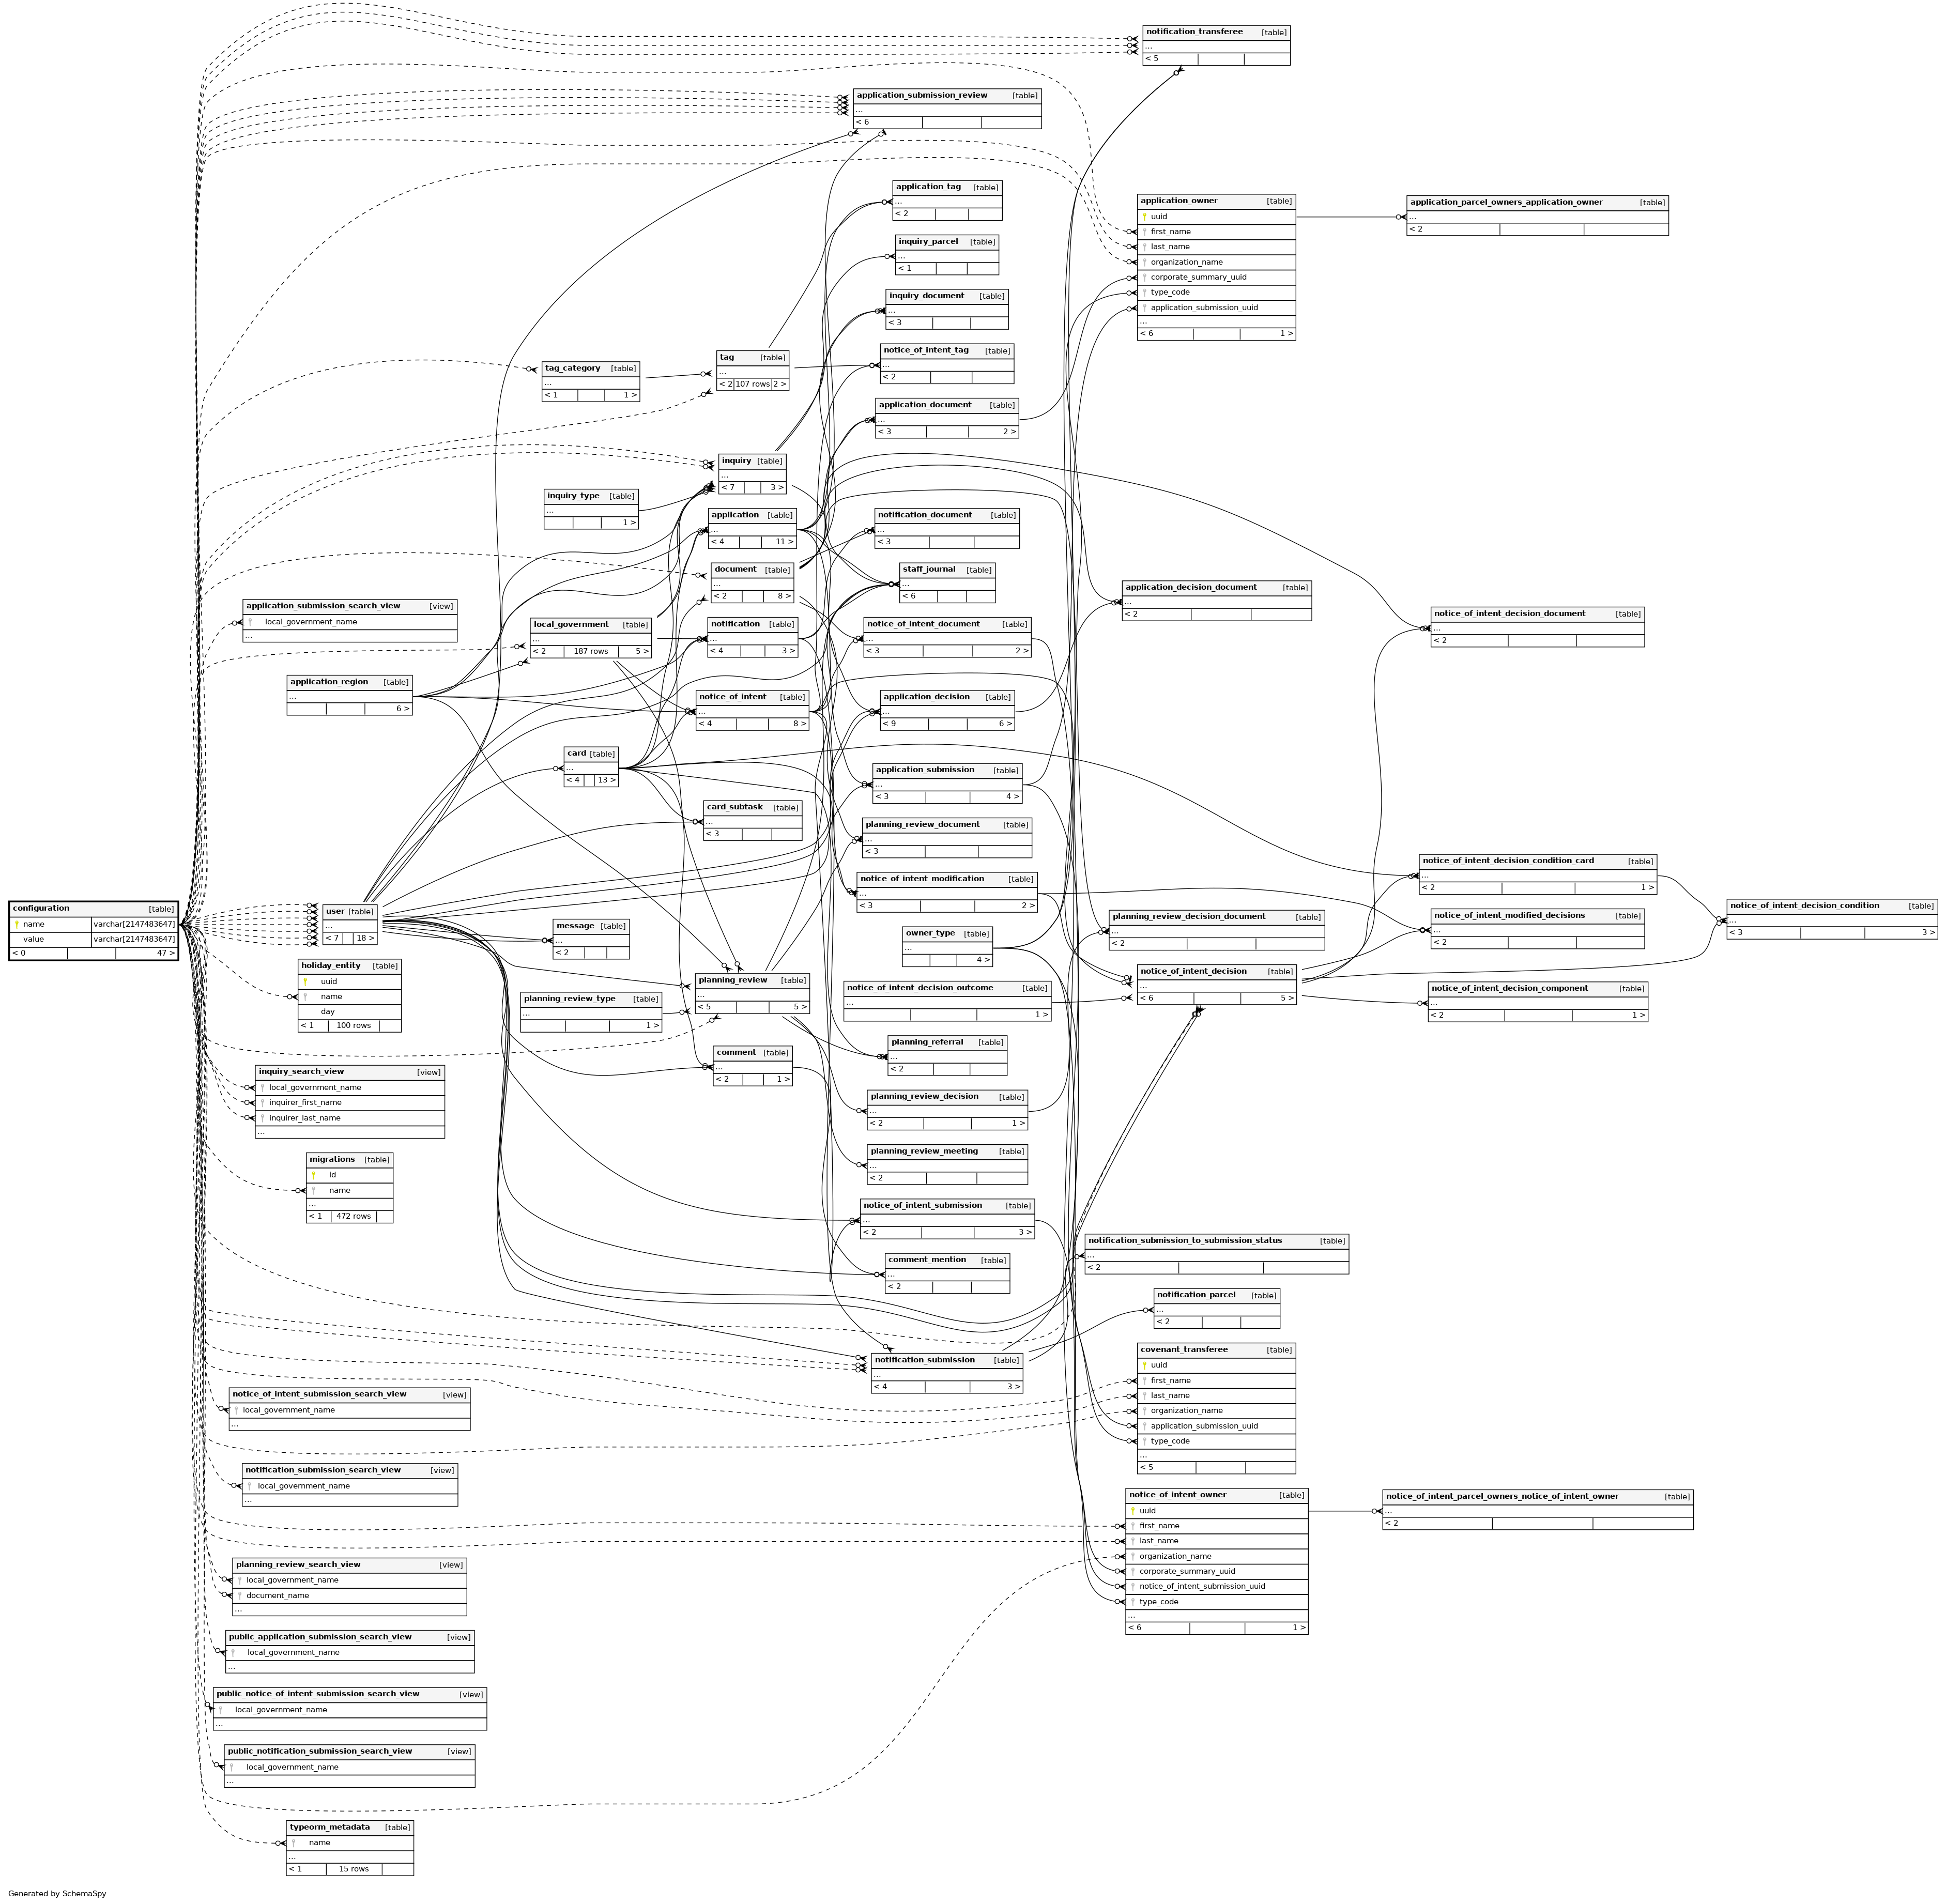 configuration [table]
name varchar[2147483647]
value varchar[2147483647]
< 0 47 >
application_submission_search_view [view]
local_government_name
...
application_region [table]
...
6 >
user [table]
...
< 7 18 >
holiday_entity [table]
uuid
name
day
< 1 100 rows
inquiry_search_view [view]
local_government_name
inquirer_first_name
inquirer_last_name
...
migrations [table]
id
name
...
< 1 472 rows
notice_of_intent_submission_search_view [view]
local_government_name
...
notification_submission_search_view [view]
local_government_name
...
planning_review_search_view [view]
local_government_name
document_name
...
public_application_submission_search_view [view]
local_government_name
...
public_notice_of_intent_submission_search_view [view]
local_government_name
...
public_notification_submission_search_view [view]
local_government_name
...
typeorm_metadata [table]
name
...
< 1 15 rows
tag_category [table]
...
< 1 1 >
inquiry_type [table]
...
1 >
local_government [table]
...
< 2 187 rows 5 >
card [table]
...
< 4 13 >
message [table]
...
< 2
planning_review_type [table]
...
1 >
tag [table]
...
< 2 107 rows 2 >
inquiry [table]
...
< 7 3 >
application [table]
...
< 4 11 >
document [table]
...
< 2 8 >
notification [table]
...
< 4 3 >
notice_of_intent [table]
...
< 4 8 >
card_subtask [table]
...
< 3
planning_review [table]
...
< 5 5 >
comment [table]
...
< 2 1 >
application_submission_review [table]
...
< 6
application_tag [table]
...
< 2
inquiry_parcel [table]
...
< 1
inquiry_document [table]
...
< 3
notice_of_intent_tag [table]
...
< 2
application_document [table]
...
< 3 2 >
notification_document [table]
...
< 3
staff_journal [table]
...
< 6
notice_of_intent_document [table]
...
< 3 2 >
application_decision [table]
...
< 9 6 >
application_submission [table]
...
< 3 4 >
planning_review_document [table]
...
< 3
notice_of_intent_modification [table]
...
< 3 2 >
owner_type [table]
...
4 >
notice_of_intent_decision_outcome [table]
...
1 >
planning_referral [table]
...
< 2
planning_review_decision [table]
...
< 2 1 >
planning_review_meeting [table]
...
< 2
notice_of_intent_submission [table]
...
< 2 3 >
comment_mention [table]
...
< 2
notification_submission [table]
...
< 4 3 >
notification_transferee [table]
...
< 5
application_owner [table]
uuid
first_name
last_name
organization_name
corporate_summary_uuid
type_code
application_submission_uuid
...
< 6 1 >
application_decision_document [table]
...
< 2
planning_review_decision_document [table]
...
< 2
notice_of_intent_decision [table]
...
< 6 5 >
notification_submission_to_submission_status [table]
...
< 2
notification_parcel [table]
...
< 2
covenant_transferee [table]
uuid
first_name
last_name
organization_name
application_submission_uuid
type_code
...
< 5
notice_of_intent_owner [table]
uuid
first_name
last_name
organization_name
corporate_summary_uuid
notice_of_intent_submission_uuid
type_code
...
< 6 1 >
application_parcel_owners_application_owner [table]
...
< 2
notice_of_intent_decision_document [table]
...
< 2
notice_of_intent_decision_condition_card [table]
...
< 2 1 >
notice_of_intent_modified_decisions [table]
...
< 2
notice_of_intent_decision_component [table]
...
< 2 1 >
notice_of_intent_parcel_owners_notice_of_intent_owner [table]
...
< 2
notice_of_intent_decision_condition [table]
...
< 3 3 >
Generated by SchemaSpy